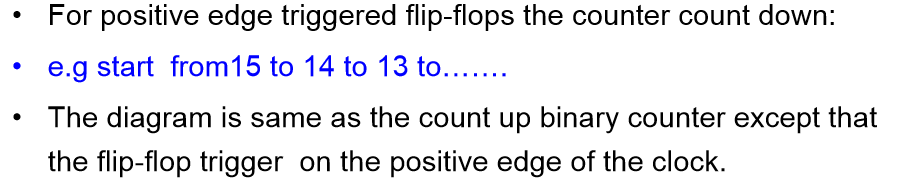 • For positive edge triggered flip-flops the counter count down:
• e.g start  from15 to 14 to 13 to…….
• The diagram is same as the count up binary counter except that
the flip-flop trigger  on the positive edge of the clock.